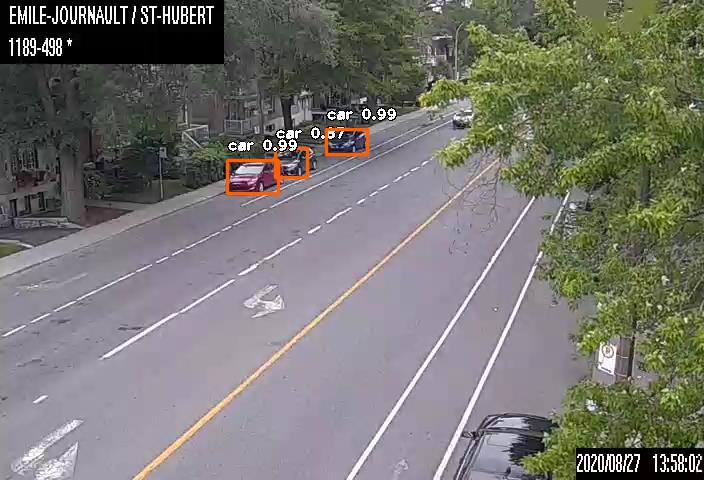 EMILE-JOURNAULT / ST-HUBERT
1189-498 *
car 0.99
car 0.87
car 0.99
2020/08/27 13:58:02